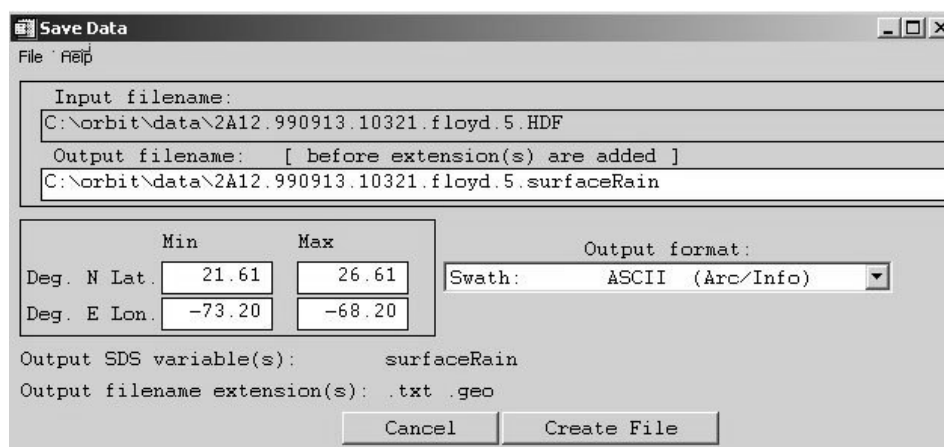 Save Data
File Help
Input filename:
C:\orbit\data\2A12.990913.10321.floyd.5.HDF
Output filename: [ before extension(s) are added ]
C:\orbit\data\2A12.990913.10321.floyd.5.surfaceRain
Min Max
Deg. N Lat. 21.61 26.61
Deg. E Lon. -73.20 -68.20
Output format:
Swath: ASCII (Arc/Info)
Output SDS variable(s): surfaceRain
Output filename extension(s): .txt .geo
Cancel Create File